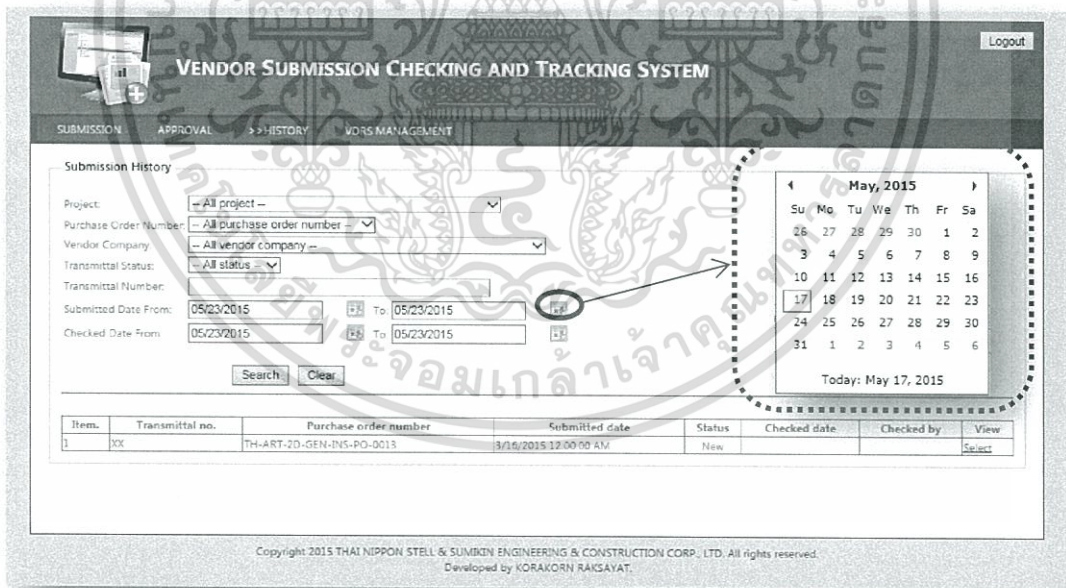 Logout
VENDOR SUBMISSION CHECKING AND TRACKING SYSTEM
SUBMISSION APPROVAL >>HISTORY VDRS MANAGEMENT
Submission History
Project: -- All project --
Purchase Order Number: -- All purchase order number --
Vendor Company: -- All vendor company --
Transmittal Status: -- All status --
Transmittal Number:
Submitted Date From: 05/23/2015 To: 05/23/2015
Checked Date From 05/23/2015 To 05/23/2015
Search Clear
May, 2015
Su Mo Tu We Th Fr Sa
26 27 28 29 30 1 2
3 4 5 6 7 8 9
10 11 12 13 14 15 16
17 18 19 20 21 22 23
24 25 26 27 28 29 30
31 1 2 3 4 5 6
Today: May 17, 2015
Item. Transmittal no. Purchase order number Submitted date Status Checked date Checked by View
1 XX TH-ART-2D-GEN-INS-PO-0013 3/16/2015 12:00:00 AM New Select
Copyright 2015 THAI NIPPON STELL & SUMIKIN ENGINEERING & CONSTRUCTION CORP., LTD. All rights reserved.
Developed by KORAKORN RAKSAYAT.